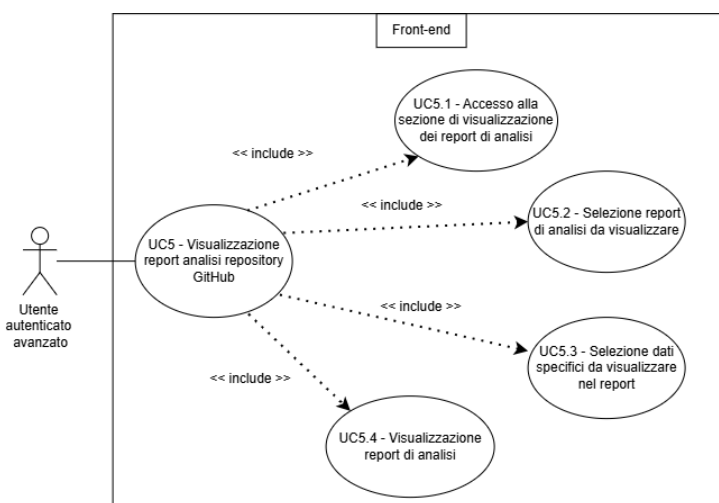 Front-end
UC5.1 - Accesso alla
sezione di visualizzazione
dei report di analisi
<< include >>
<< include >>
UC5.2 - Selezione report
di analisi da visualizzare
UC5 - Visualizzazione
report analisi repository
GitHub
Utente
autenticato
avanzato
<< include >>
UC5.3 - Selezione dati
specifici da visualizzare
nel report
<< include >>
UC5.4 - Visualizzazione
report di analisi